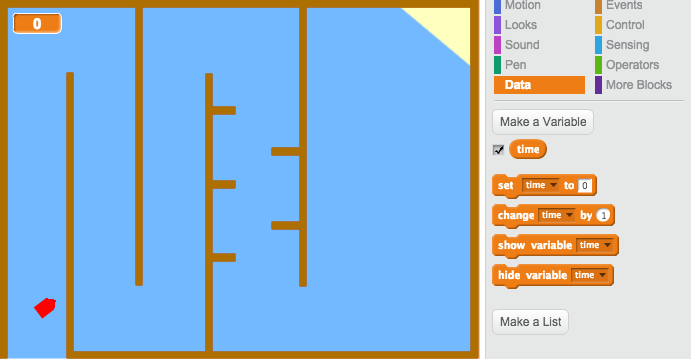 0
Motion
Events
Looks
Control
Sound
Sensing
Pen
Operators
Data
More Blocks
Make a Variable
time
set time to 0
change time by 1
show variable time
hide variable time
Make a List